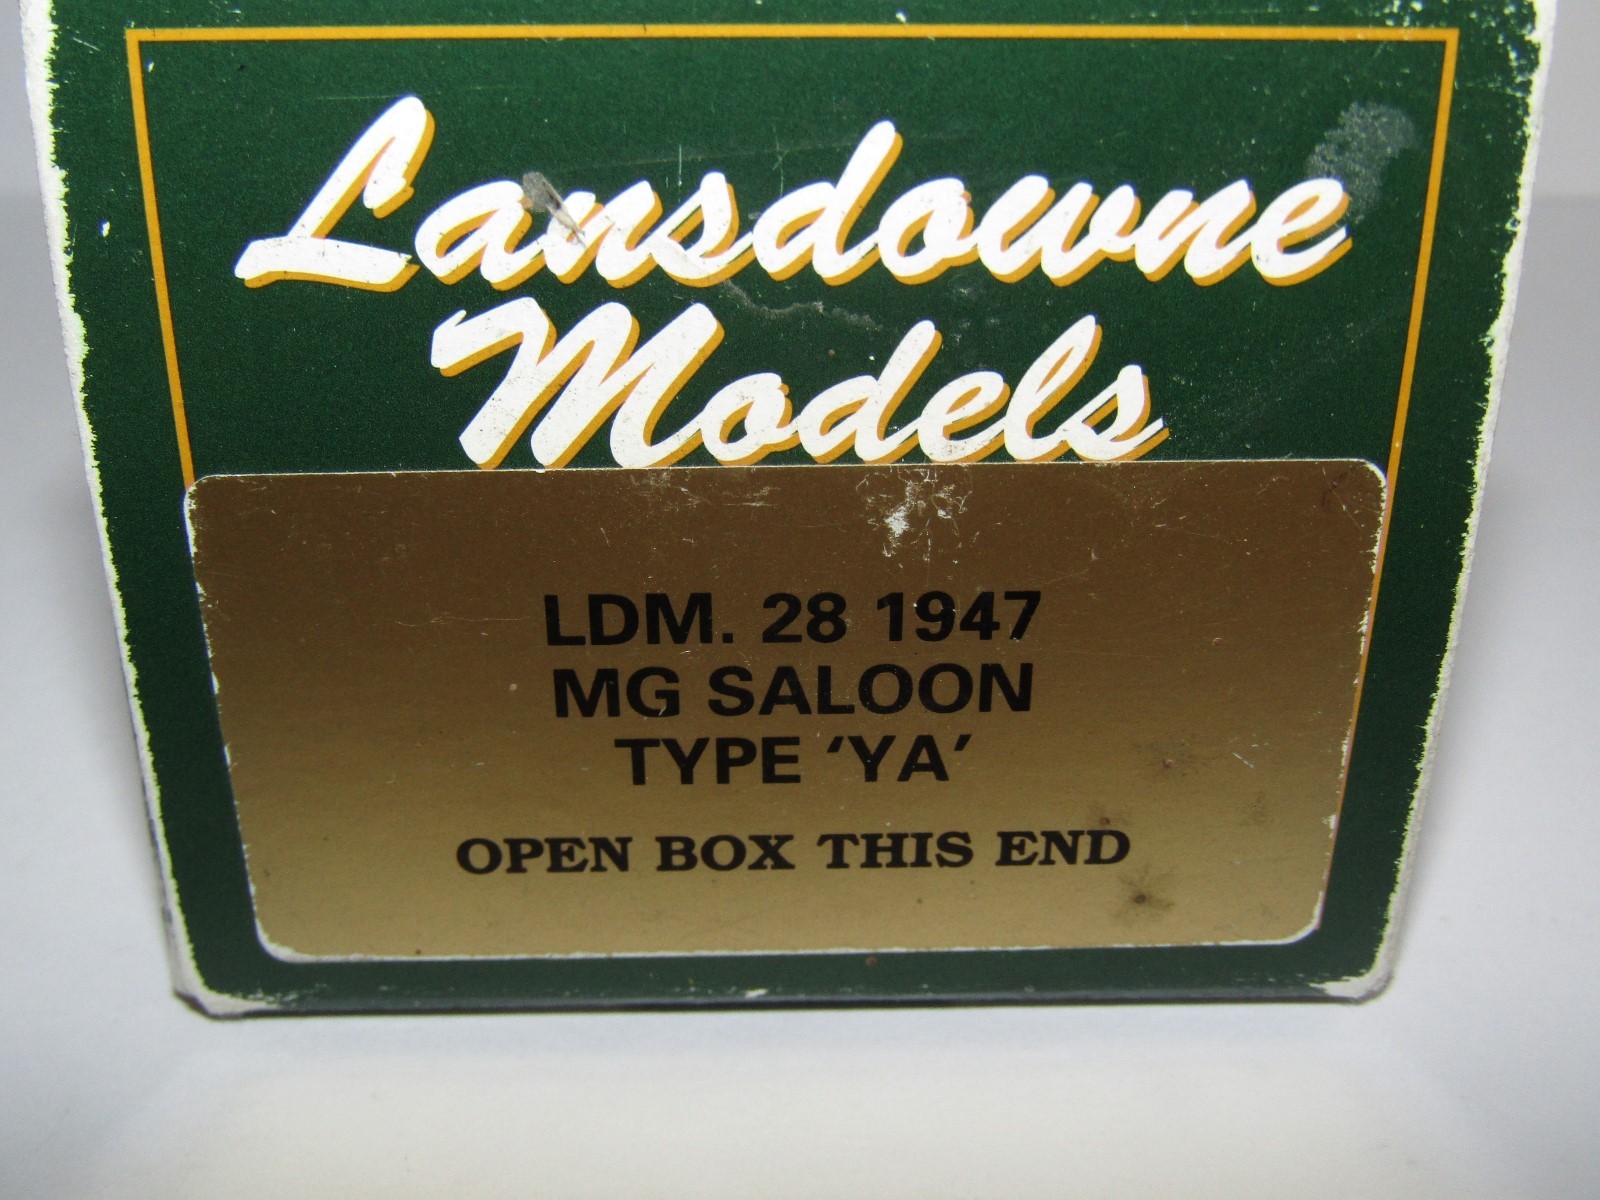 Lansdowne
Models
LDM. 28 1947
MG SALOON
TYPE ‘YA’
OPEN BOX THIS END